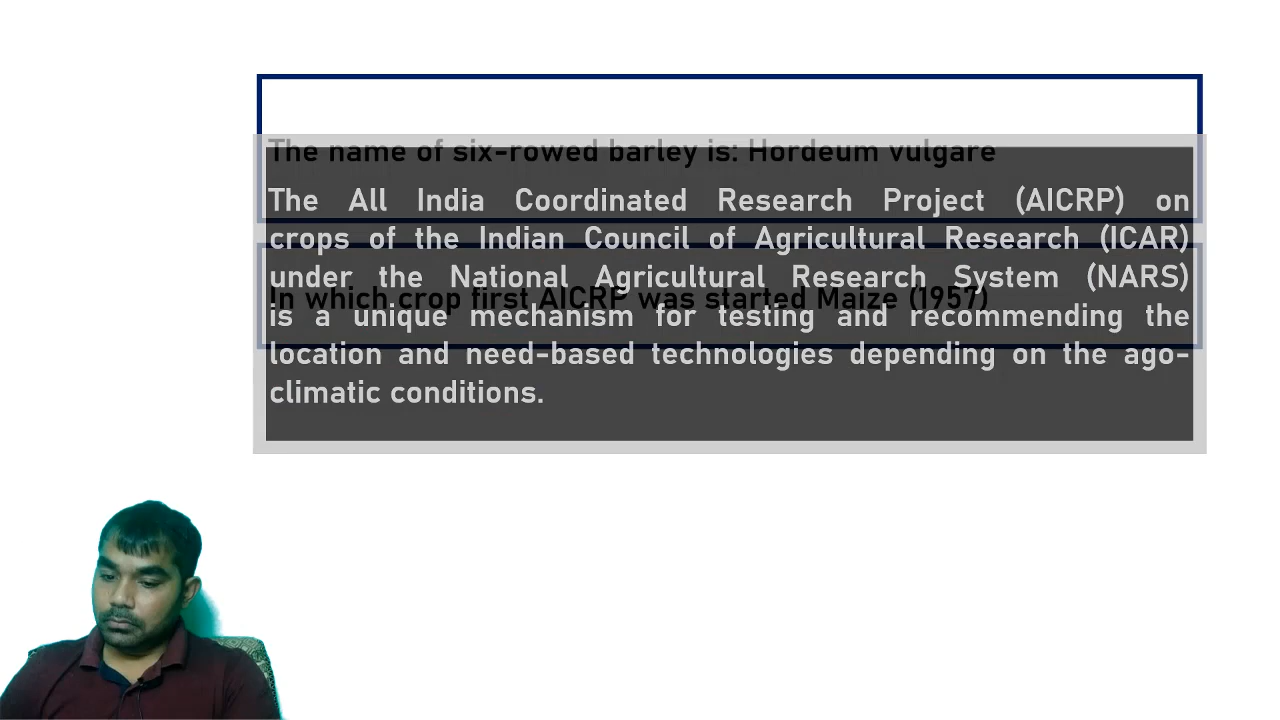 The name of six-rowed barley is: Hordeum vulgare
The All India Coordinated Research Project (AICRP) on
crops of the Indian Council of Agricultural Research (ICAR)
under the National Agricultural Research System (NARS)
In which crop first AICRP was started Maize (1957)
is a unique mechanism for testing and recommending the
location and need-based technologies depending on the ago-
climatic conditions.